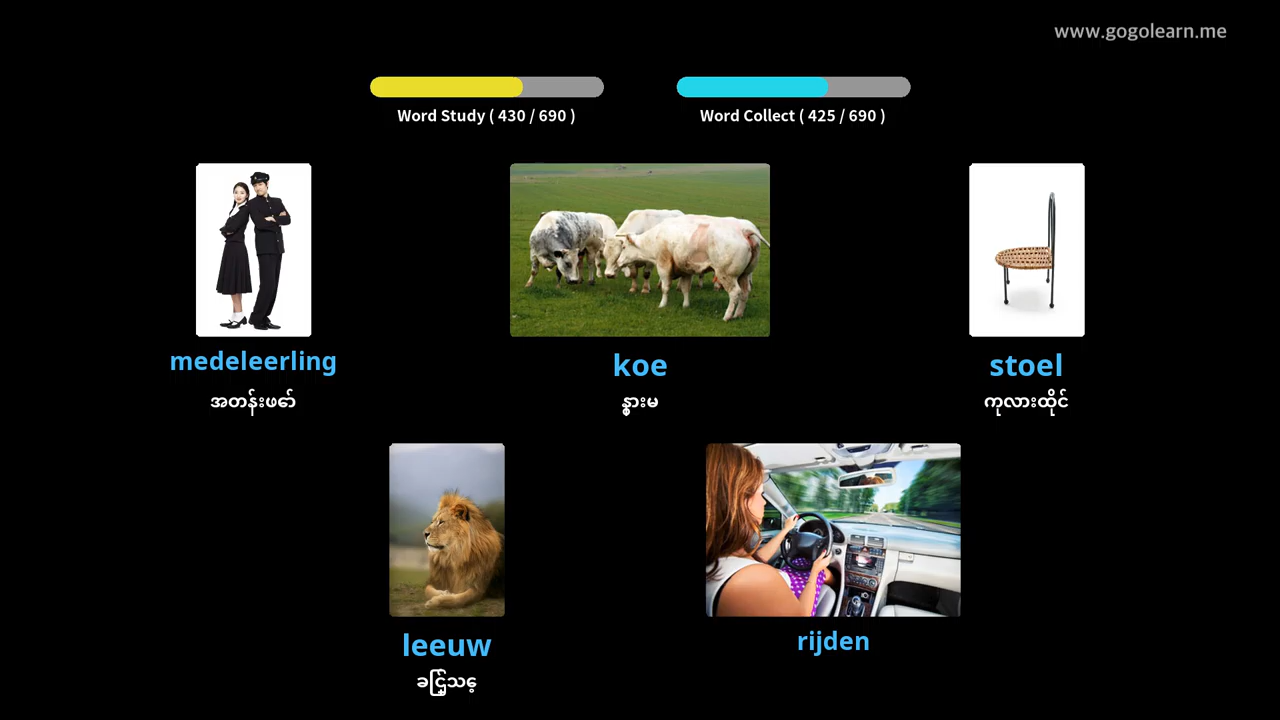 www.gogolearn.me
Word Study ( 430 / 690 )
Word Collect ( 425 / 690 )
medeleerling
koe
stoel
အတန်းဖော်
နွားမ
ကုလားထိုင်
leeuw
rijden
ခြင်္သေ့